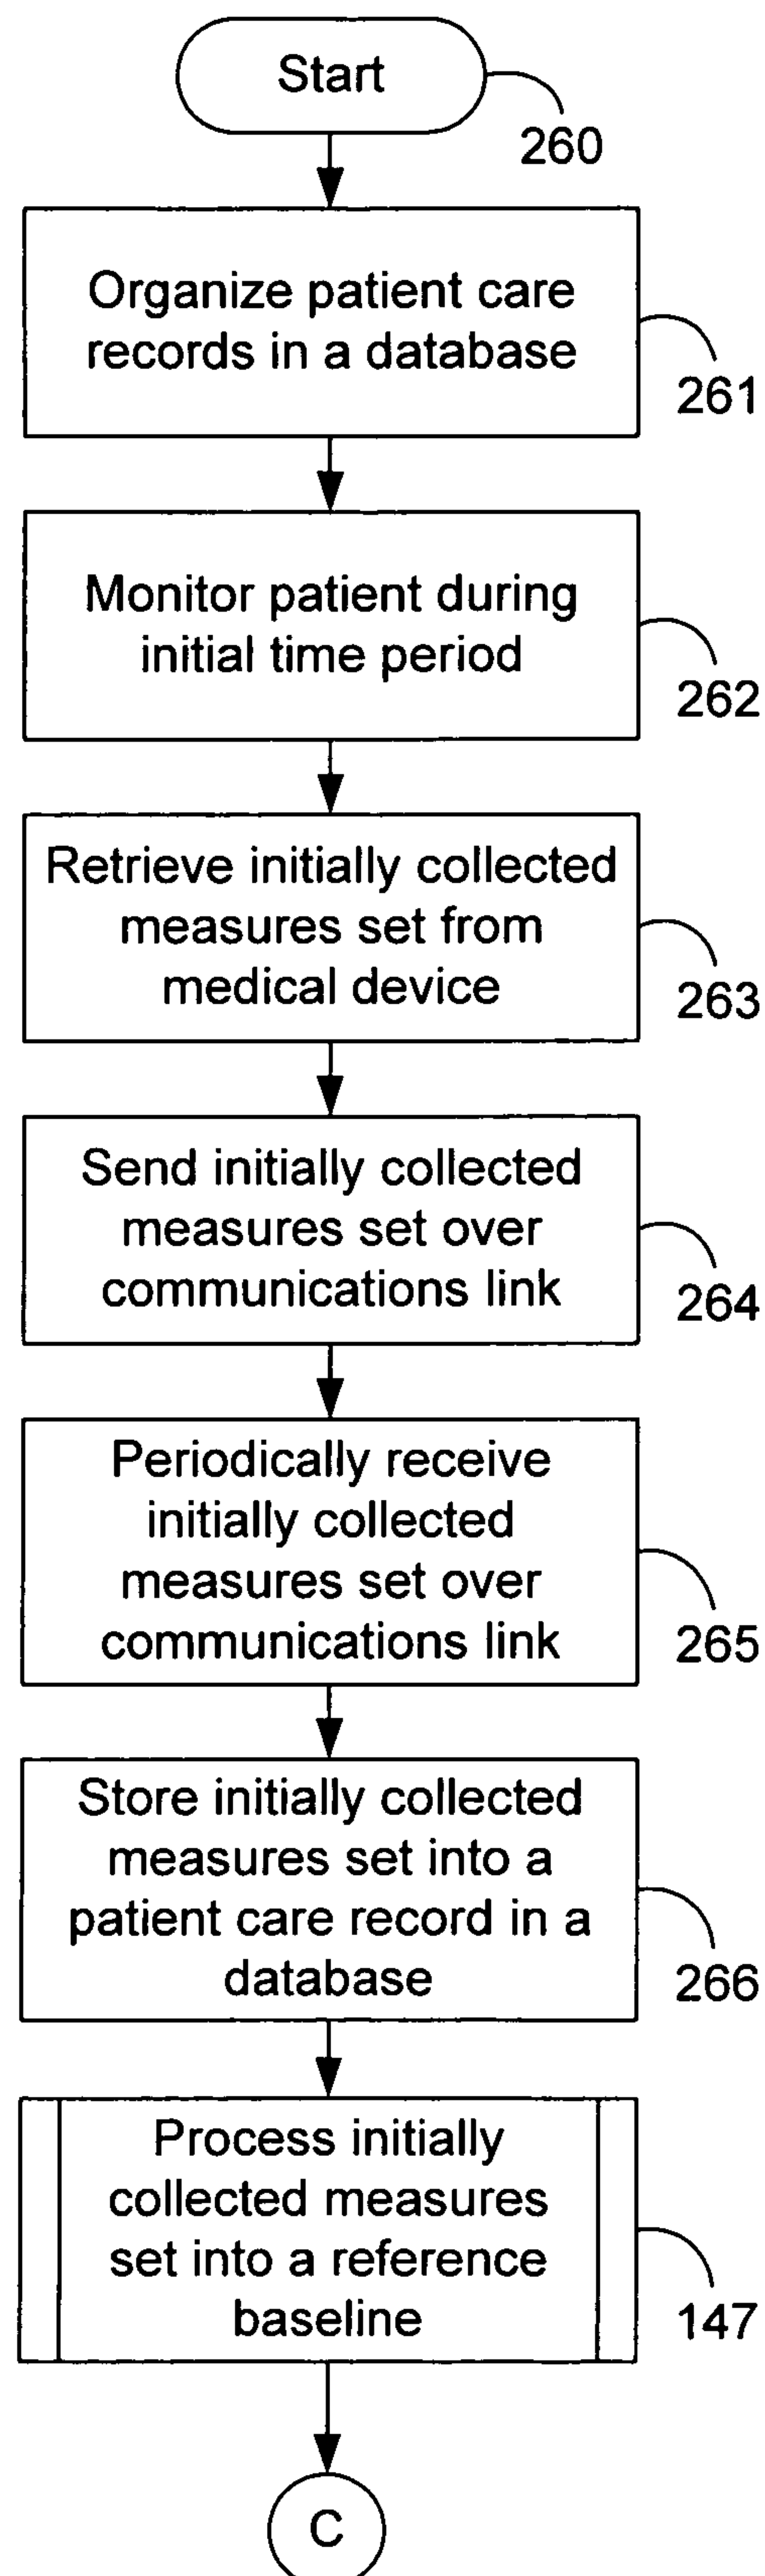 Start
260
Organize patient care
records in a database
261
Monitor patient during
initial time period
262
Retrieve initially collected
measures set from
medical device
263
Send initially collected
measures set over
communications link
264
Periodically receive
initially collected
measures set over
communications link
265
Store initially collected
measures set into a
patient care record in a
database
266
Process initially
collected measures
set into a reference
baseline
147
C